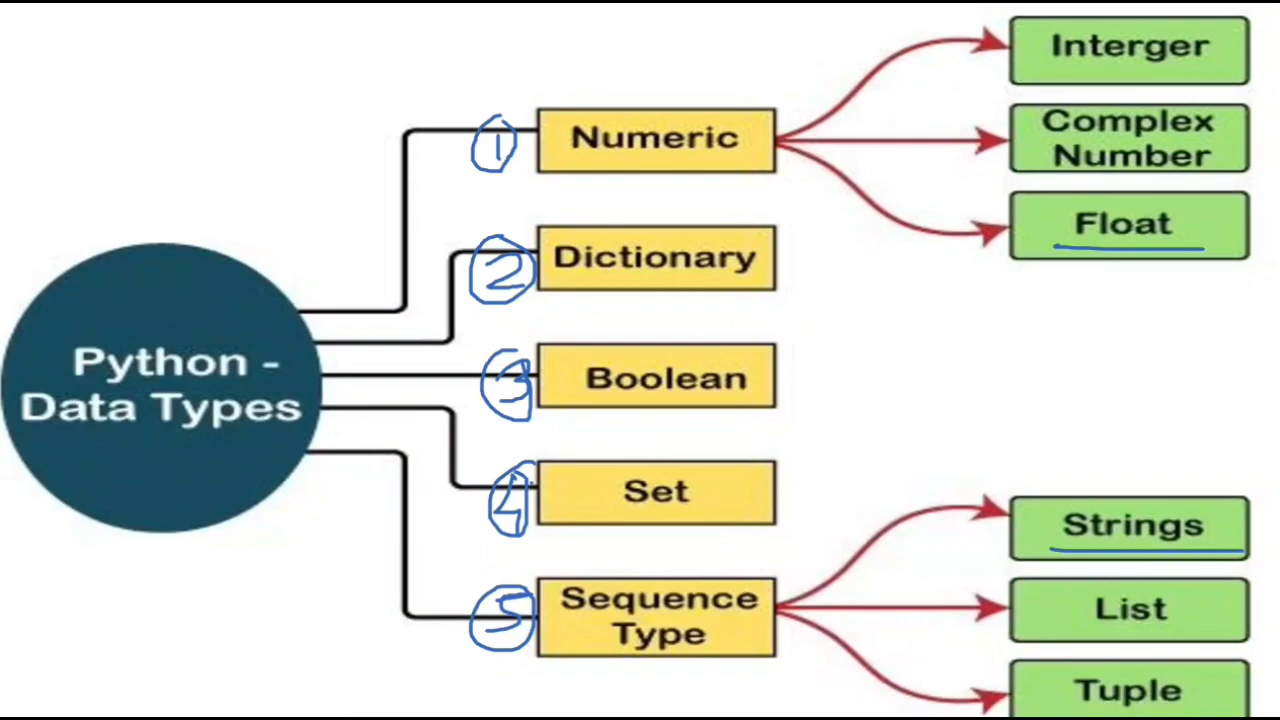 Python -
Data Types
1
Numeric
Interger
Complex
Number
Float
2
Dictionary
3
Boolean
4
Set
5
Sequence
Type
Strings
List
Tuple